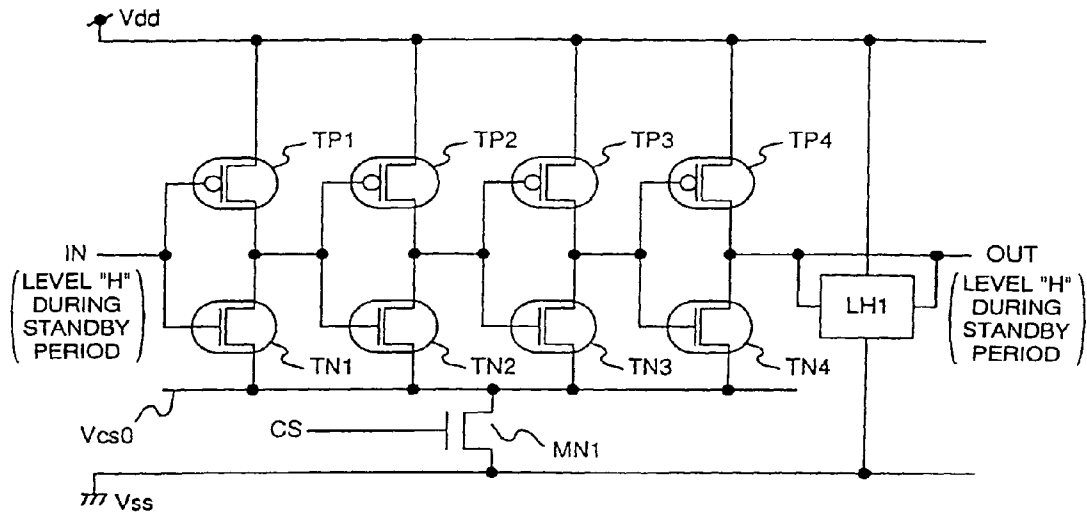 Vdd
TP1
TP2
TP3
TP4
IN
(LEVEL "H"
DURING
STANDBY
PERIOD)
OUT
(LEVEL "H"
DURING
STANDBY
PERIOD)
LH1
TN1
TN2
TN3
TN4
Vcs0
CS
MN1
Vss